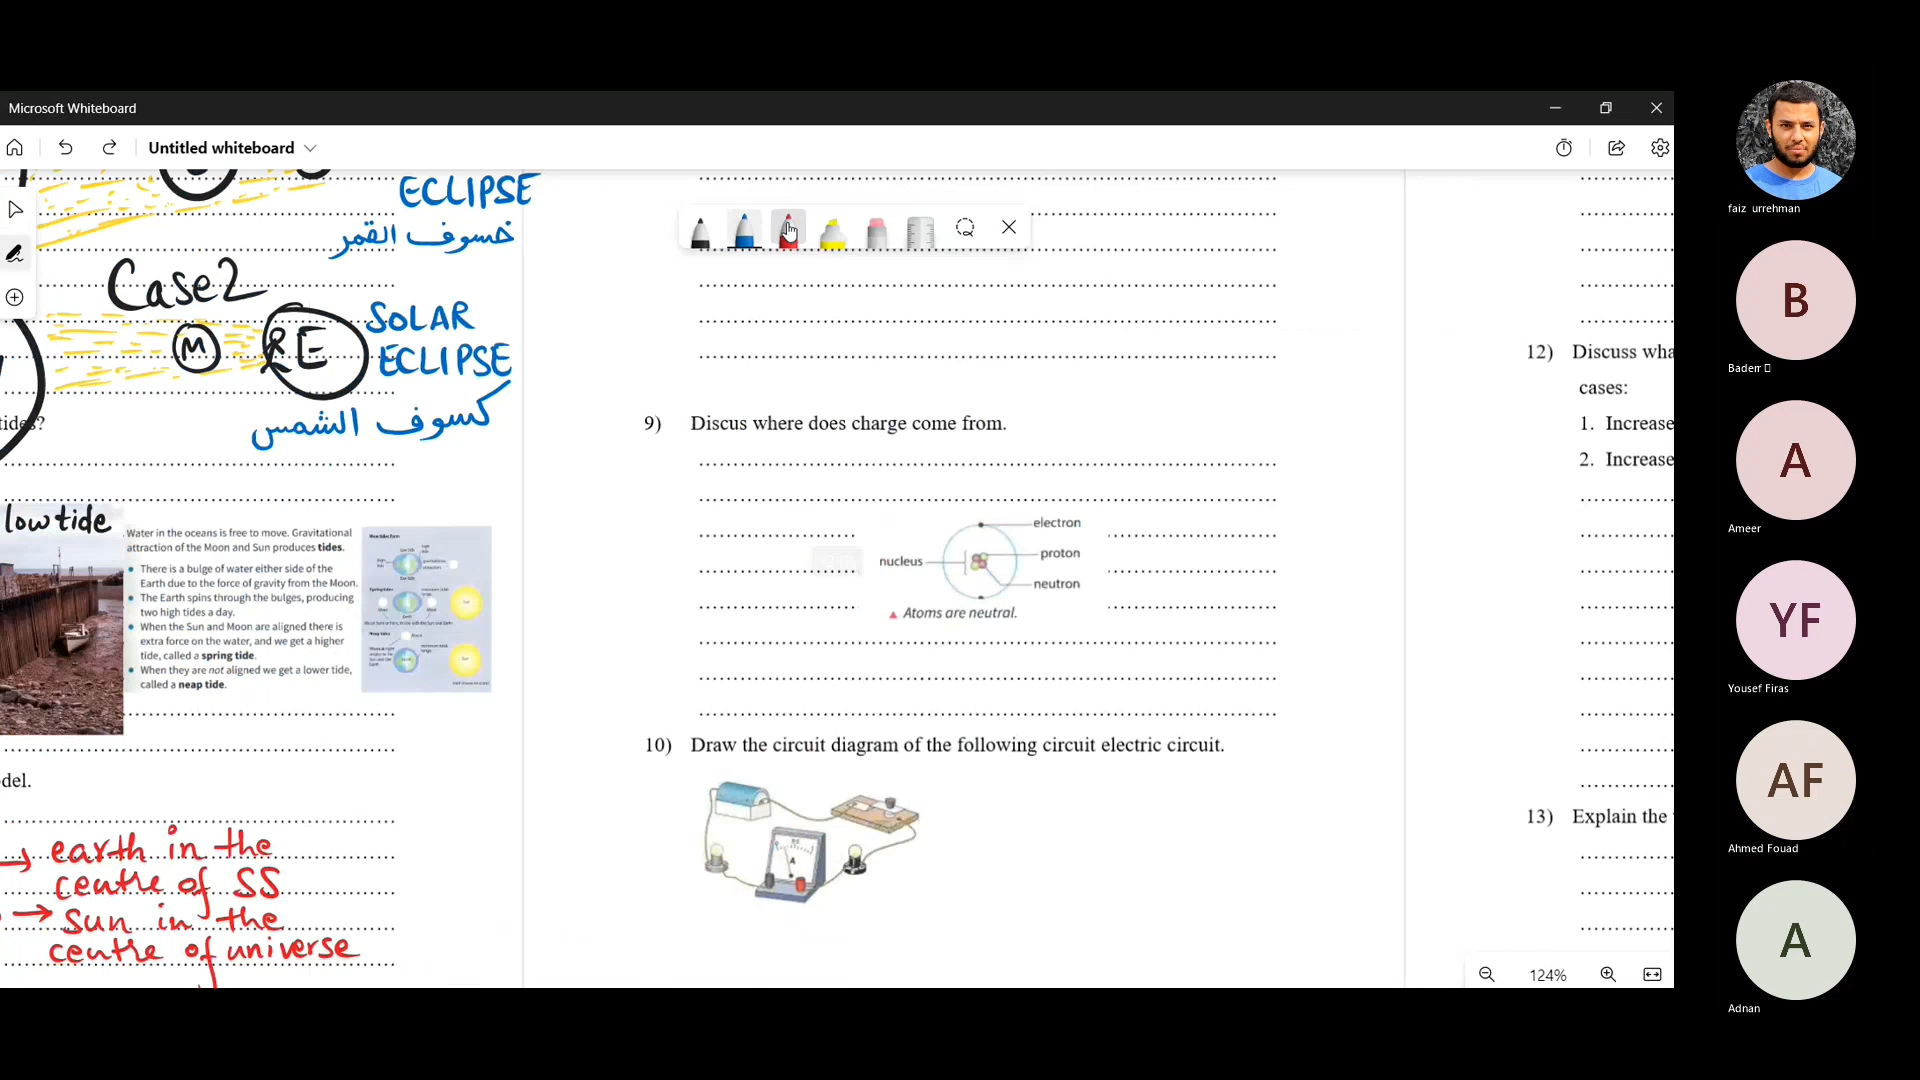 Microsoft Whiteboard
Untitled whiteboard
ECLIPSE
خسوف القمر
Case 2
M
E
SOLAR
ECLIPSE
كسوف الشمس
tides?
low tide
Water in the oceans is free to move. Gravitational
attraction of the Moon and Sun produces tides.
• There is a bulge of water either side of the
Earth due to the force of gravity from the Moon.
• The Earth spins through the bulges, producing
two high tides a day.
• When the Sun and Moon are aligned there is
extra force on the water, and we get a higher
tide, called a spring tide.
• When they are not aligned we get a lower tide,
called a neap tide.
del.
→ earth in the
centre of SS
→ sun in the
centre of universe
9) Discus where does charge come from.
electron
proton
nucleus
neutron
Atoms are neutral.
10) Draw the circuit diagram of the following circuit electric circuit.
A
12) Discuss wha
cases:
1. Increase
2. Increase
13) Explain the
124%
faiz urrehman
B
Baderr
A
Ameer
YF
Yousef Firas
AF
Ahmed Fouad
A
Adnan